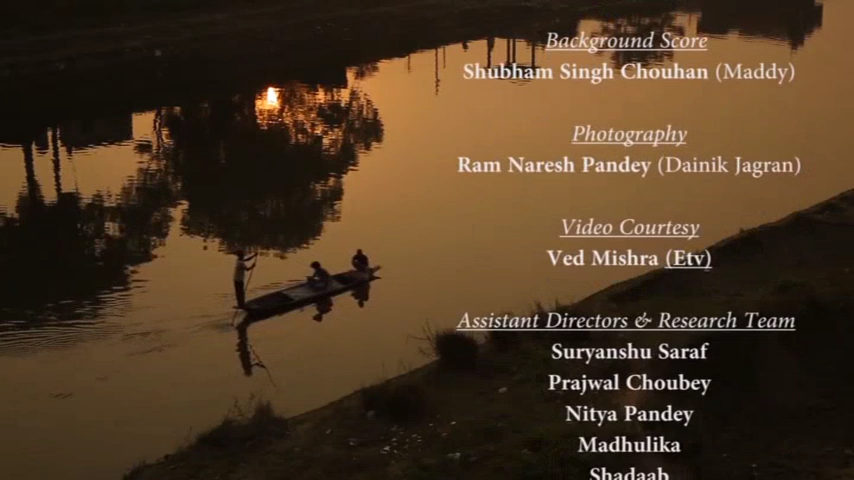 Background Score
Shubham Singh Chouhan (Maddy)
Photography
Ram Naresh Pandey (Dainik Jagran)
Video Courtesy
Ved Mishra (Etv)
Assistant Directors & Research Team
Suryanshu Saraf
Prajwal Choubey
Nitya Pandey
Madhulika
Shadaab